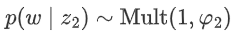 p(w | z₂) ∼ Mult(1, φ₂)